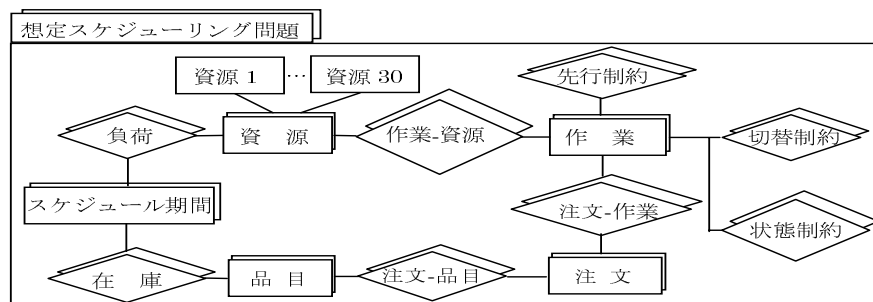 想定スケジューリング問題
資源 1 … 資源 30
先行制約
負荷
資 源
作業-資源
作 業
切替制約
スケジュール期間
注文-作業
状態制約
在 庫
品 目
注文-品目
注 文